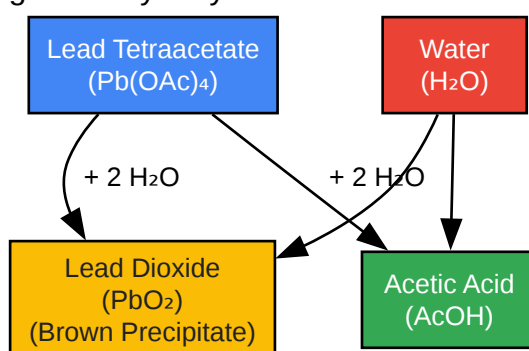 Lead Tetraacetate
(Pb(OAc)₄)
Water
(H₂O)
+ 2 H₂O
+ 2 H₂O
Lead Dioxide
(PbO₂)
(Brown Precipitate)
Acetic Acid
(AcOH)